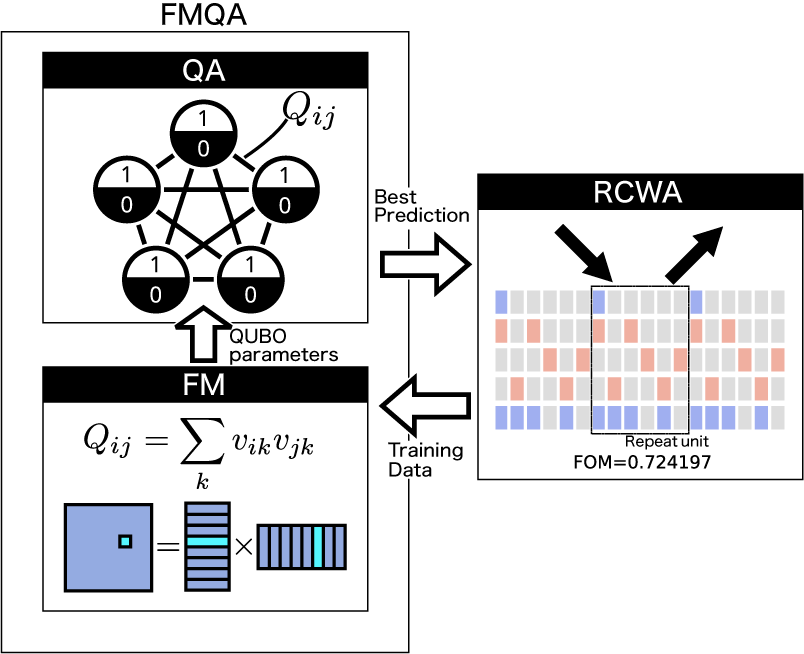 FMQA
QA
Q_{ij}
1
0
1
0
1
0
1
0
1
0
QUBO
parameters
FM
Q_{ij} = \sum_{k} v_{ik} v_{jk}
= ×
Best
Prediction
Training
Data
RCWA
Repeat unit
FOM=0.724197